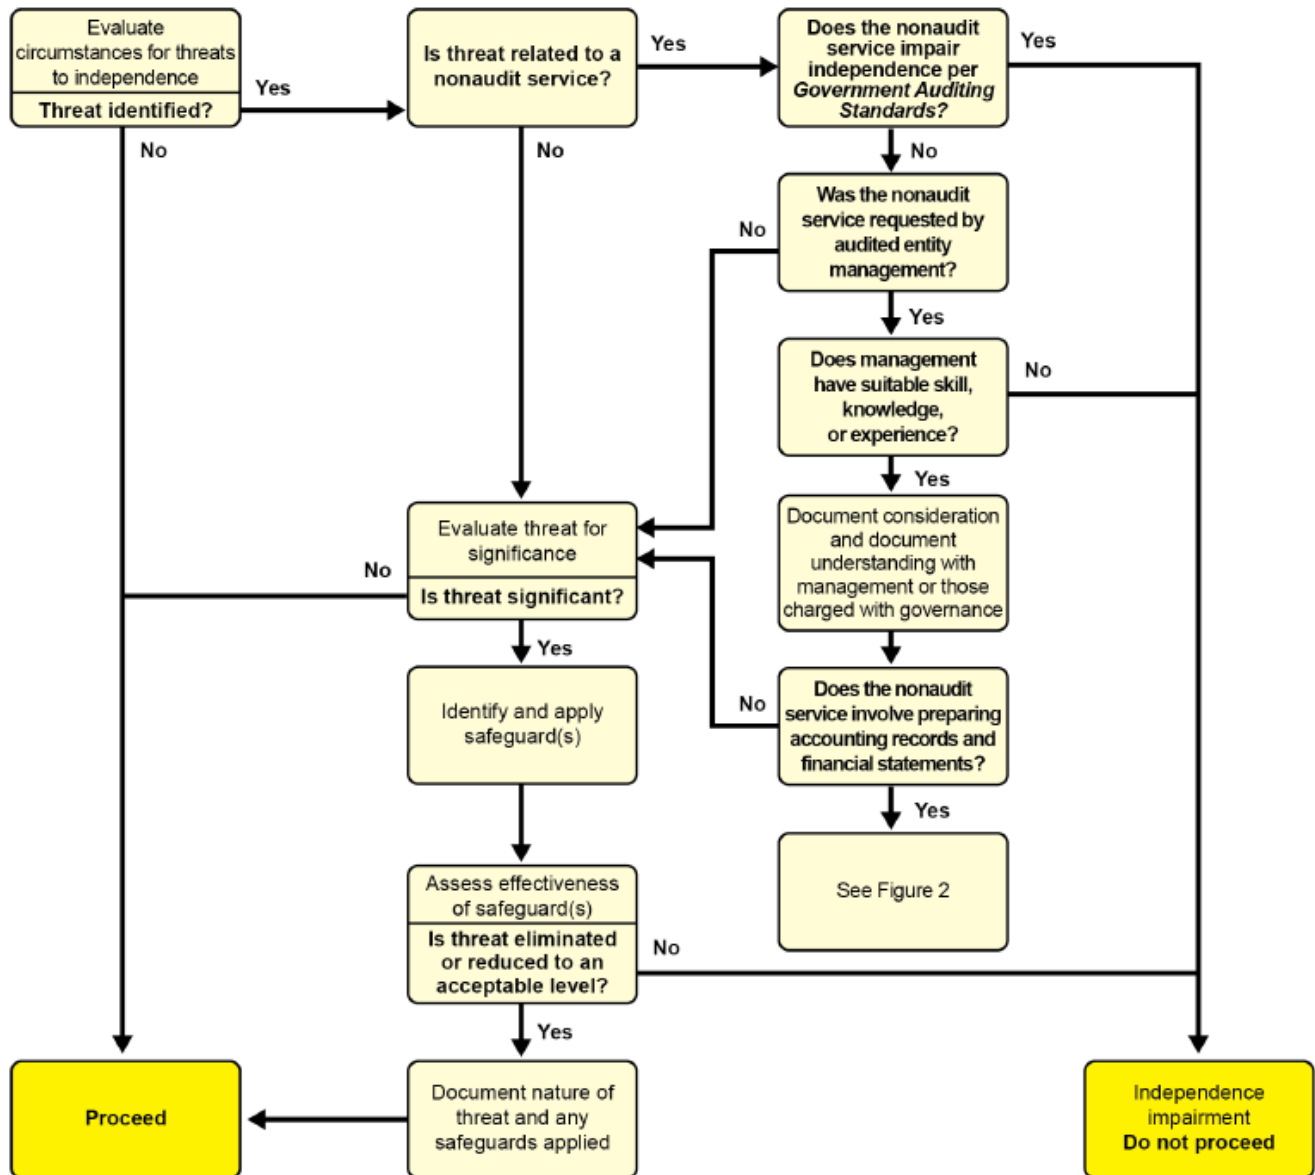 Evaluate
circumstances for threats
to independence
Threat identified?
Yes
No
Is threat related to a
nonaudit service?
Yes
No
Does the nonaudit
service impair
independence per
Government Auditing
Standards?
Yes
No
Was the nonaudit
service requested by
audited entity
management?
No
Yes
Does management
have suitable skill,
knowledge,
or experience?
No
Yes
Document consideration
and document
understanding with
management or those
charged with governance
Does the nonaudit
service involve preparing
accounting records and
financial statements?
No
Yes
See Figure 2
Evaluate threat for
significance
Is threat significant?
No
Yes
Identify and apply
safeguard(s)
Assess effectiveness
of safeguard(s)
Is threat eliminated
or reduced to an
acceptable level?
No
Yes
Document nature of
threat and any
safeguards applied
Proceed
Independence
impairment
Do not proceed